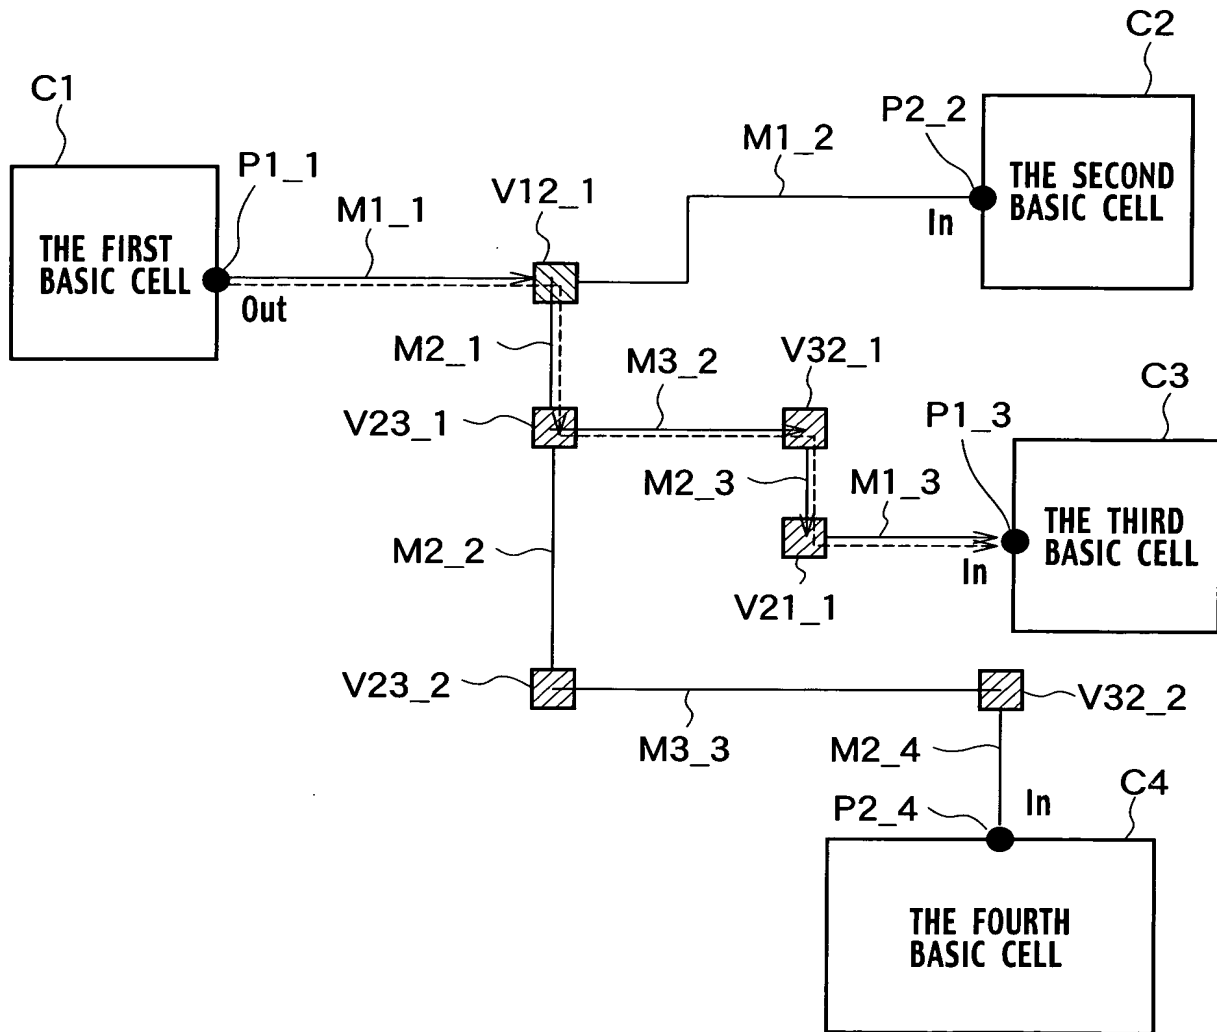 C2
C1
P2_2
M1_2
P1_1
V12_1
THE SECOND
BASIC CELL
M1_1
In
THE FIRST
BASIC CELL
Out
M2_1
V32_1
M3_2
C3
V23_1
P1_3
M2_3
M1_3
THE THIRD
BASIC CELL
M2_2
In
V21_1
V23_2
V32_2
M3_3
M2_4
C4
In
P2_4
THE FOURTH
BASIC CELL